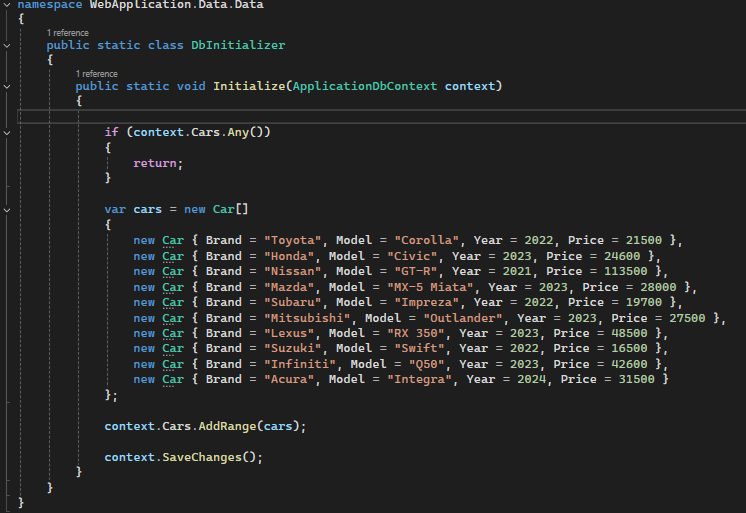 namespace WebApplication.Data.Data
{
1 reference
public static class DbInitializer
{
1 reference
public static void Initialize(ApplicationDbContext context)
{
if (context.Cars.Any())
{
return;
}
var cars = new Car[]
{
new Car { Brand = "Toyota", Model = "Corolla", Year = 2022, Price = 21500 },
new Car { Brand = "Honda", Model = "Civic", Year = 2023, Price = 24600 },
new Car { Brand = "Nissan", Model = "GT-R", Year = 2021, Price = 113500 },
new Car { Brand = "Mazda", Model = "MX-5 Miata", Year = 2023, Price = 28000 },
new Car { Brand = "Subaru", Model = "Impreza", Year = 2022, Price = 19700 },
new Car { Brand = "Mitsubishi", Model = "Outlander", Year = 2023, Price = 27500 },
new Car { Brand = "Lexus", Model = "RX 350", Year = 2023, Price = 48500 },
new Car { Brand = "Suzuki", Model = "Swift", Year = 2022, Price = 16500 },
new Car { Brand = "Infiniti", Model = "Q50", Year = 2023, Price = 42600 },
new Car { Brand = "Acura", Model = "Integra", Year = 2024, Price = 31500 }
};
context.Cars.AddRange(cars);
context.SaveChanges();
}
}
}